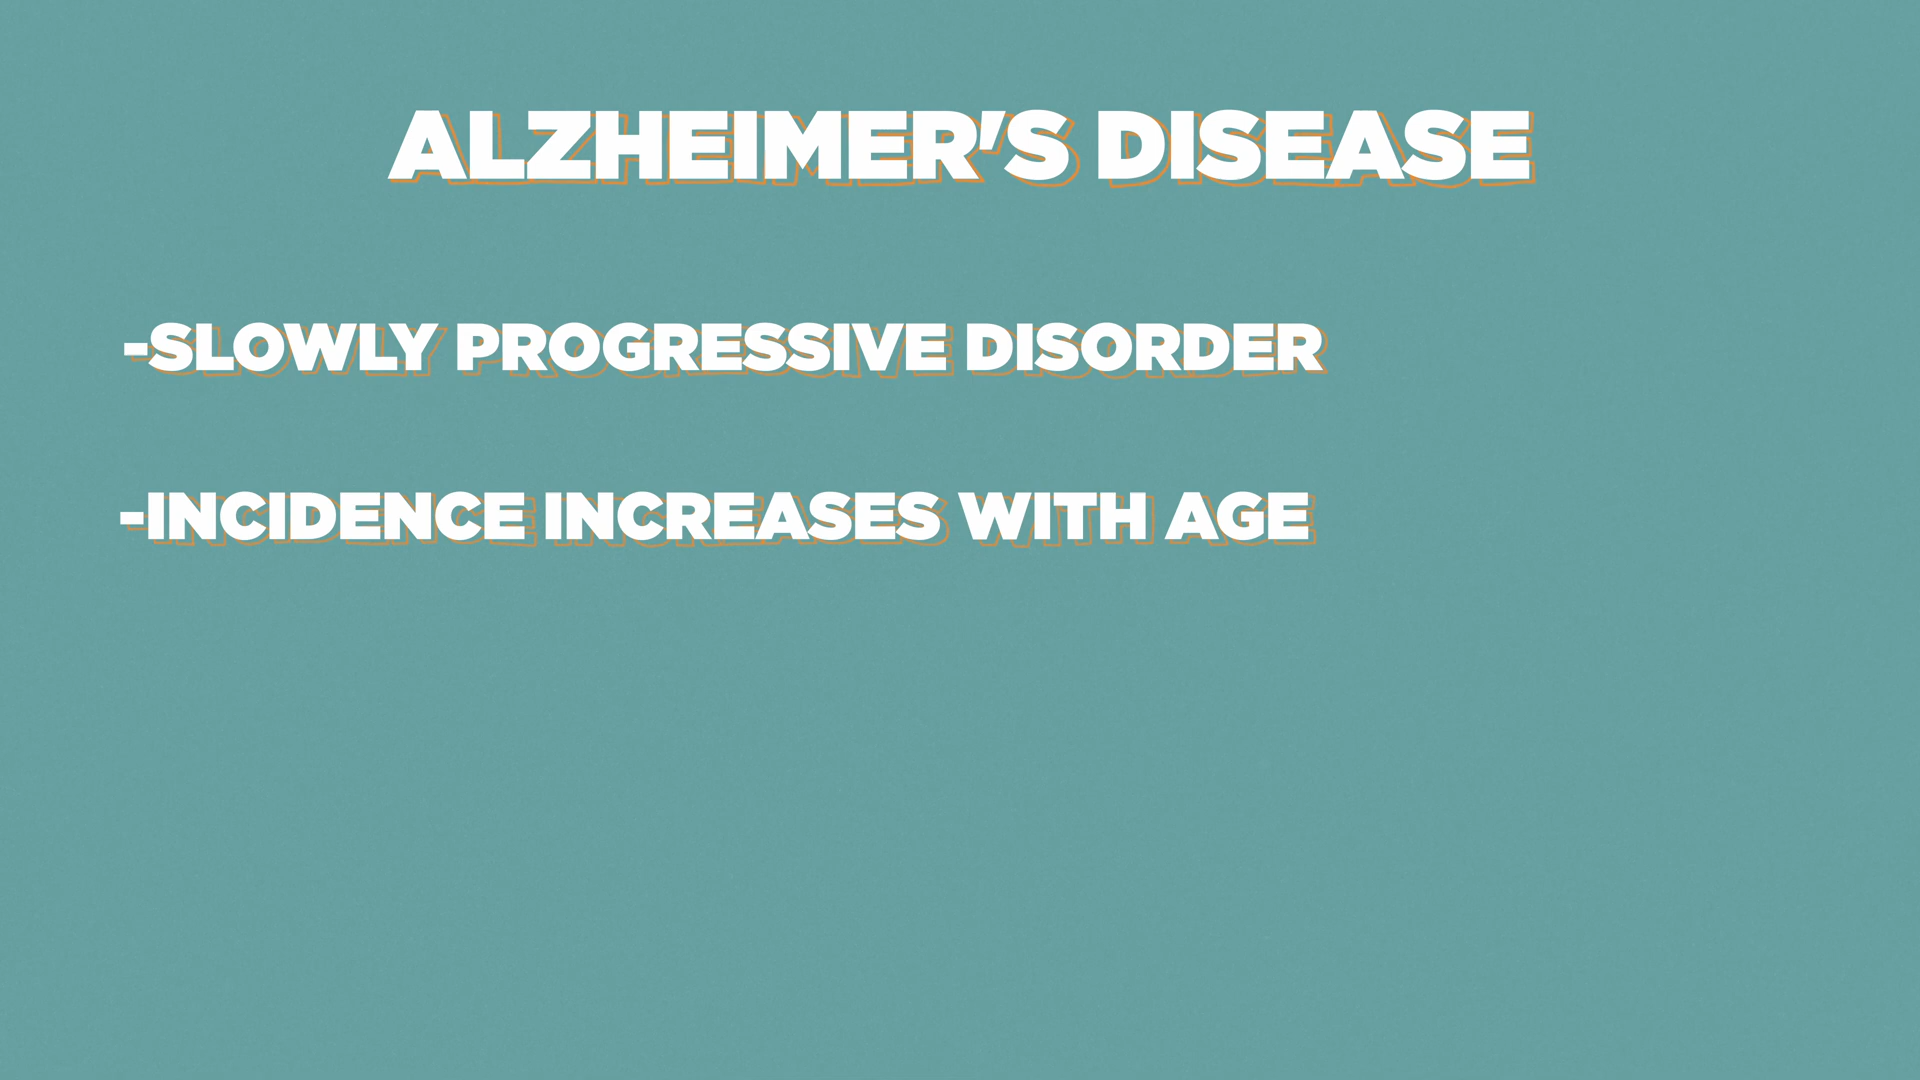 ALZHEIMER'S DISEASE
-SLOWLY PROGRESSIVE DISORDER
-INCIDENCE INCREASES WITH AGE